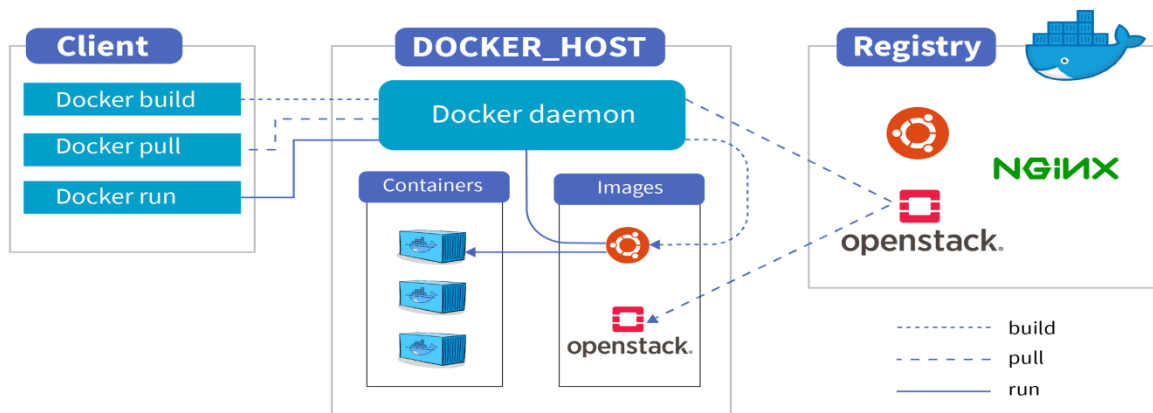 Client
DOCKER_HOST
Registry
Docker build
Docker pull
Docker run
Docker daemon
Containers
Images
NGINX
openstack.
openstack.
build
pull
run